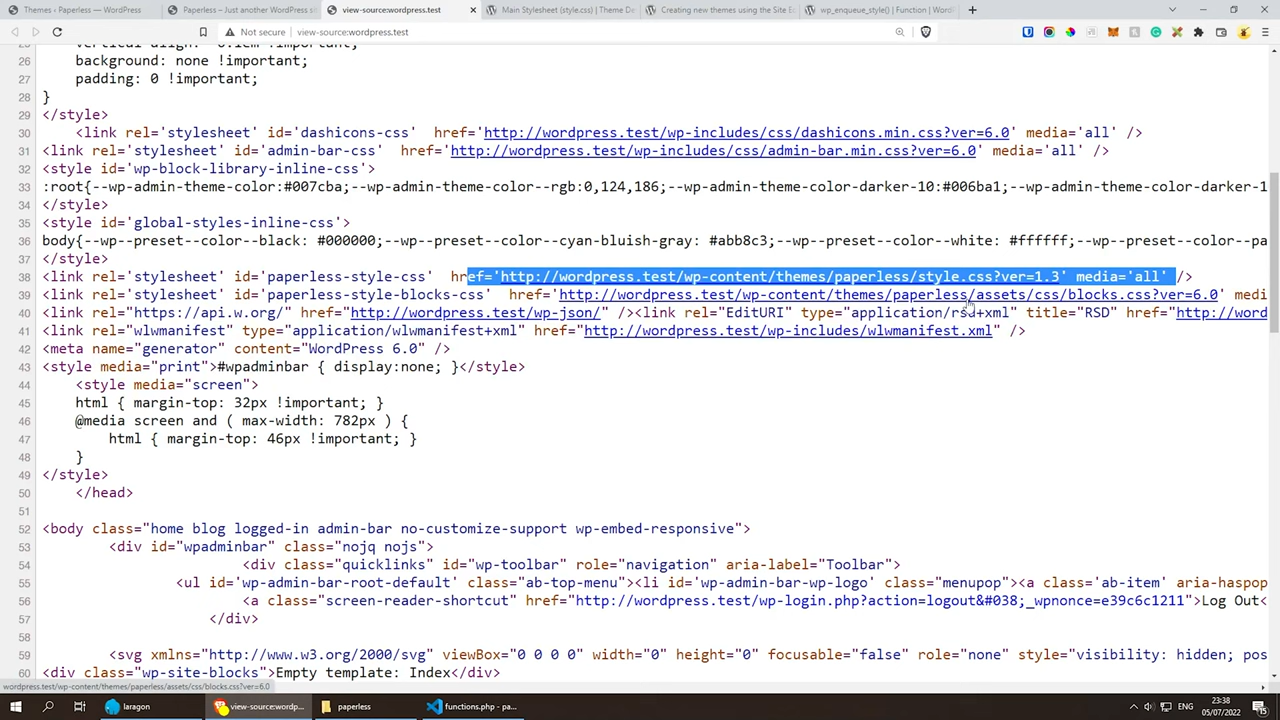 Themes ‹ Paperless — WordPress
Paperless – Just another WordPress si
view-source:wordpress.test
Main Stylesheet (style.css) | Theme De
Creating new themes using the Site E
wp_enqueue_style() | Function | Word
Not secure
view-source:wordpress.test
26 background: none !important;
27 padding: 0 !important;
28 }
29 </style>
30 <link rel='stylesheet' id='dashicons-css' href='http://wordpress.test/wp-includes/css/dashicons.min.css?ver=6.0' media='all' />
31 <link rel='stylesheet' id='admin-bar-css' href='http://wordpress.test/wp-includes/css/admin-bar.min.css?ver=6.0' media='all' />
32 <style id='wp-block-library-inline-css'>
33 :root{--wp-admin-theme-color:#007cba;--wp-admin-theme-color--rgb:0,124,186;--wp-admin-theme-color-darker-10:#006ba1;--wp-admin-theme-color-darker-1
34 </style>
35 <style id='global-styles-inline-css'>
36 body{--wp--preset--color--black: #000000;--wp--preset--color--cyan-bluish-gray: #abb8c3;--wp--preset--color--white: #ffffff;--wp--preset--color--pa
37 </style>
38 <link rel='stylesheet' id='paperless-style-css' href='http://wordpress.test/wp-content/themes/paperless/style.css?ver=1.3' media='all' />
39 <link rel='stylesheet' id='paperless-style-blocks-css' href='http://wordpress.test/wp-content/themes/paperless/assets/css/blocks.css?ver=6.0' medi
40 <link rel="https://api.w.org/" href="http://wordpress.test/wp-json/" /><link rel="EditURI" type="application/rsd+xml" title="RSD" href="http://word
41 <link rel="wlwmanifest" type="application/wlwmanifest+xml" href="http://wordpress.test/wp-includes/wlwmanifest.xml" />
42 <meta name="generator" content="WordPress 6.0" />
43 <style media="print">#wpadminbar { display:none; }</style>
44 <style media="screen">
45 html { margin-top: 32px !important; }
46 @media screen and ( max-width: 782px ) {
47 html { margin-top: 46px !important; }
48 }
49 </style>
50 </head>
51
52 <body class="home blog logged-in admin-bar no-customize-support wp-embed-responsive">
53 <div id="wpadminbar" class="nojq nojs">
54 <div class="quicklinks" id="wp-toolbar" role="navigation" aria-label="Toolbar">
55 <ul id='wp-admin-bar-root-default' class="ab-top-menu"><li id='wp-admin-bar-wp-logo' class="menupop"><a class='ab-item' aria-haspop
56 <a class="screen-reader-shortcut" href="http://wordpress.test/wp-login.php?action=logout&#038;_wpnonce=e39c6c1211">Log Out<
57 </div>
58
59 <svg xmlns="http://www.w3.org/2000/svg" viewBox="0 0 0 0" width="0" height="0" focusable="false" role="none" style="visibility: hidden; pos
60 <div class="wp-site-blocks">Empty template: Index</div>
wordpress.test/wp-content/themes/paperless/assets/css/blocks.css?ver=6.0
laragon
view-source:wordp...
paperless
functions.php - pa...
ENG
23:38
05/07/2022